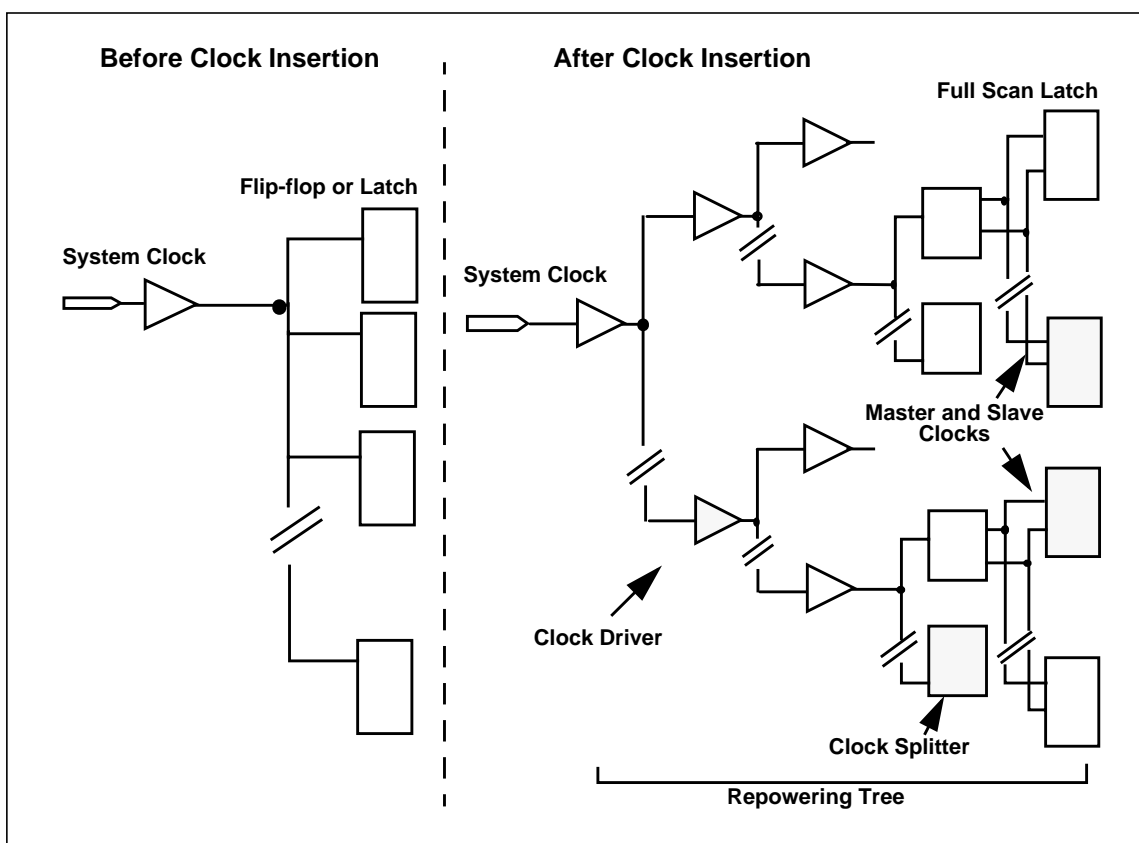 Before Clock Insertion
After Clock Insertion
Full Scan Latch
Flip-flop or Latch
System Clock
System Clock
Master and Slave
Clocks
Clock Driver
Clock Splitter
Repowering Tree